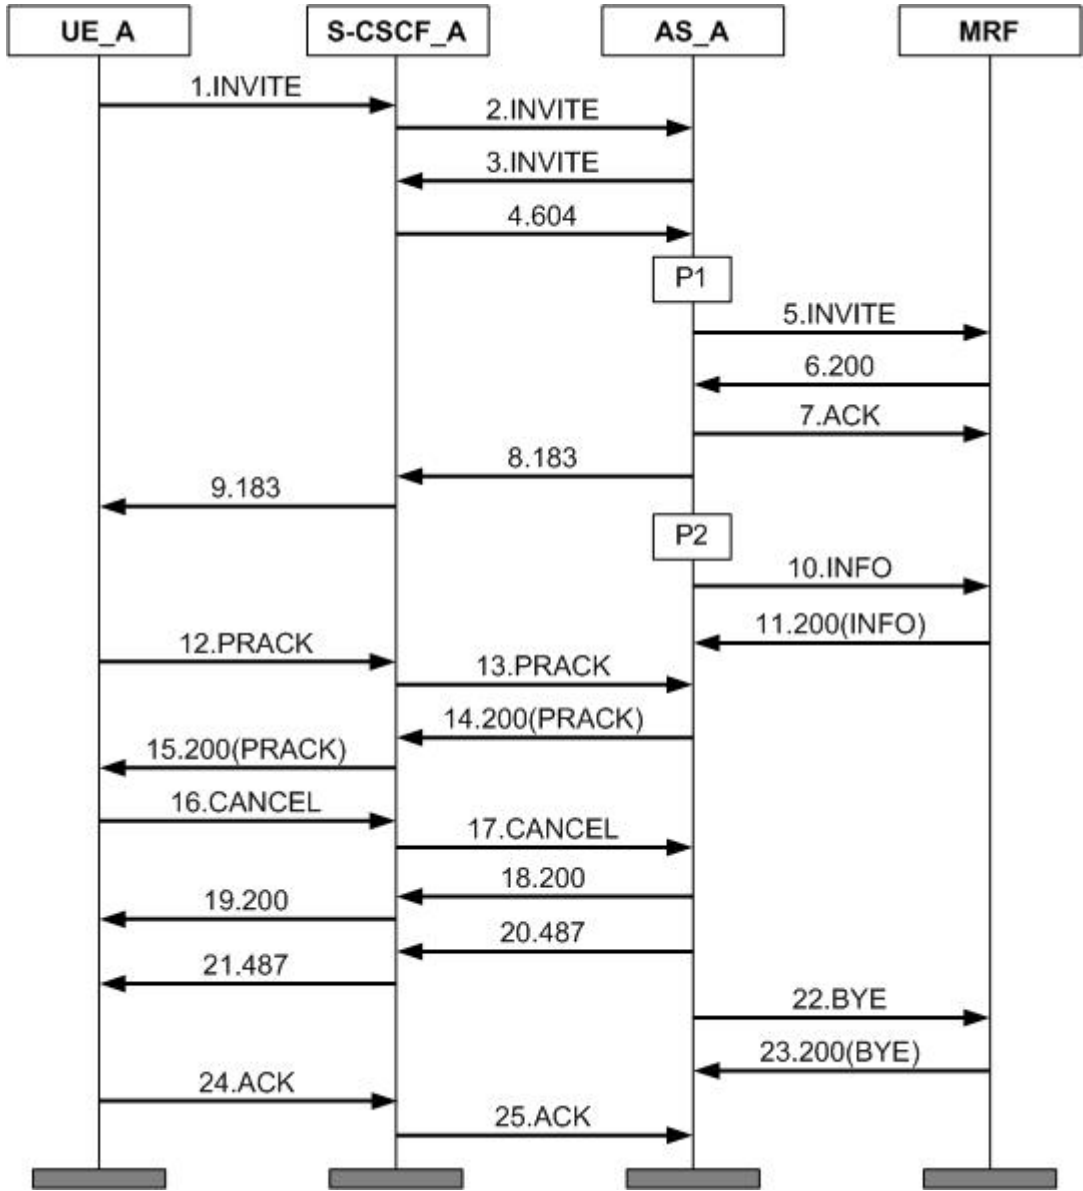 UE_A
S-CSCF_A
AS_A
MRF
1.INVITE
2.INVITE
3.INVITE
4.604
P1
5.INVITE
6.200
7.ACK
8.183
9.183
P2
10.INFO
11.200(INFO)
12.PRACK
13.PRACK
14.200(PRACK)
15.200(PRACK)
16.CANCEL
17.CANCEL
18.200
19.200
20.487
21.487
22.BYE
23.200(BYE)
24.ACK
25.ACK